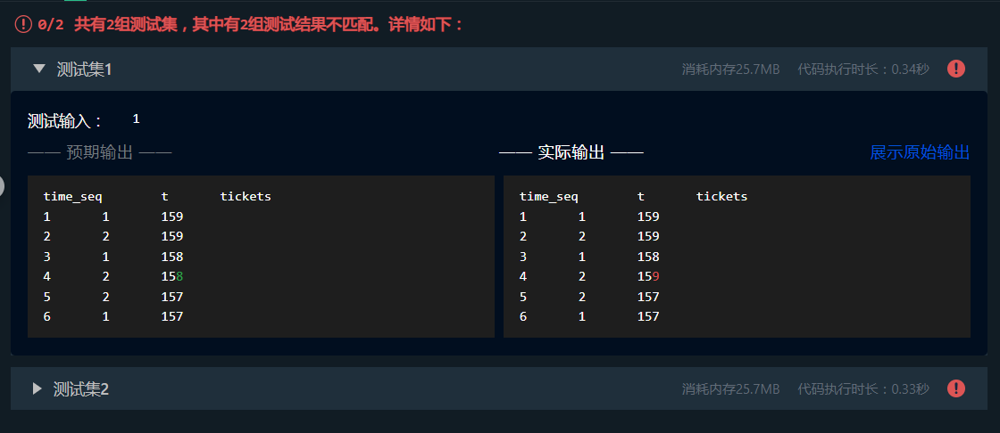 0/2 共有2组测试集，其中有2组测试结果不匹配。详情如下：
测试集1 消耗内存25.7MB 代码执行时长：0.34秒
测试输入： 1
—— 预期输出 —— —— 实际输出 —— 展示原始输出
time_seq t tickets time_seq t tickets
1 1 159 1 1 159
2 2 159 2 2 159
3 1 158 3 1 158
4 2 158 4 2 159
5 2 157 5 2 157
6 1 157 6 1 157
测试集2 消耗内存25.7MB 代码执行时长：0.33秒